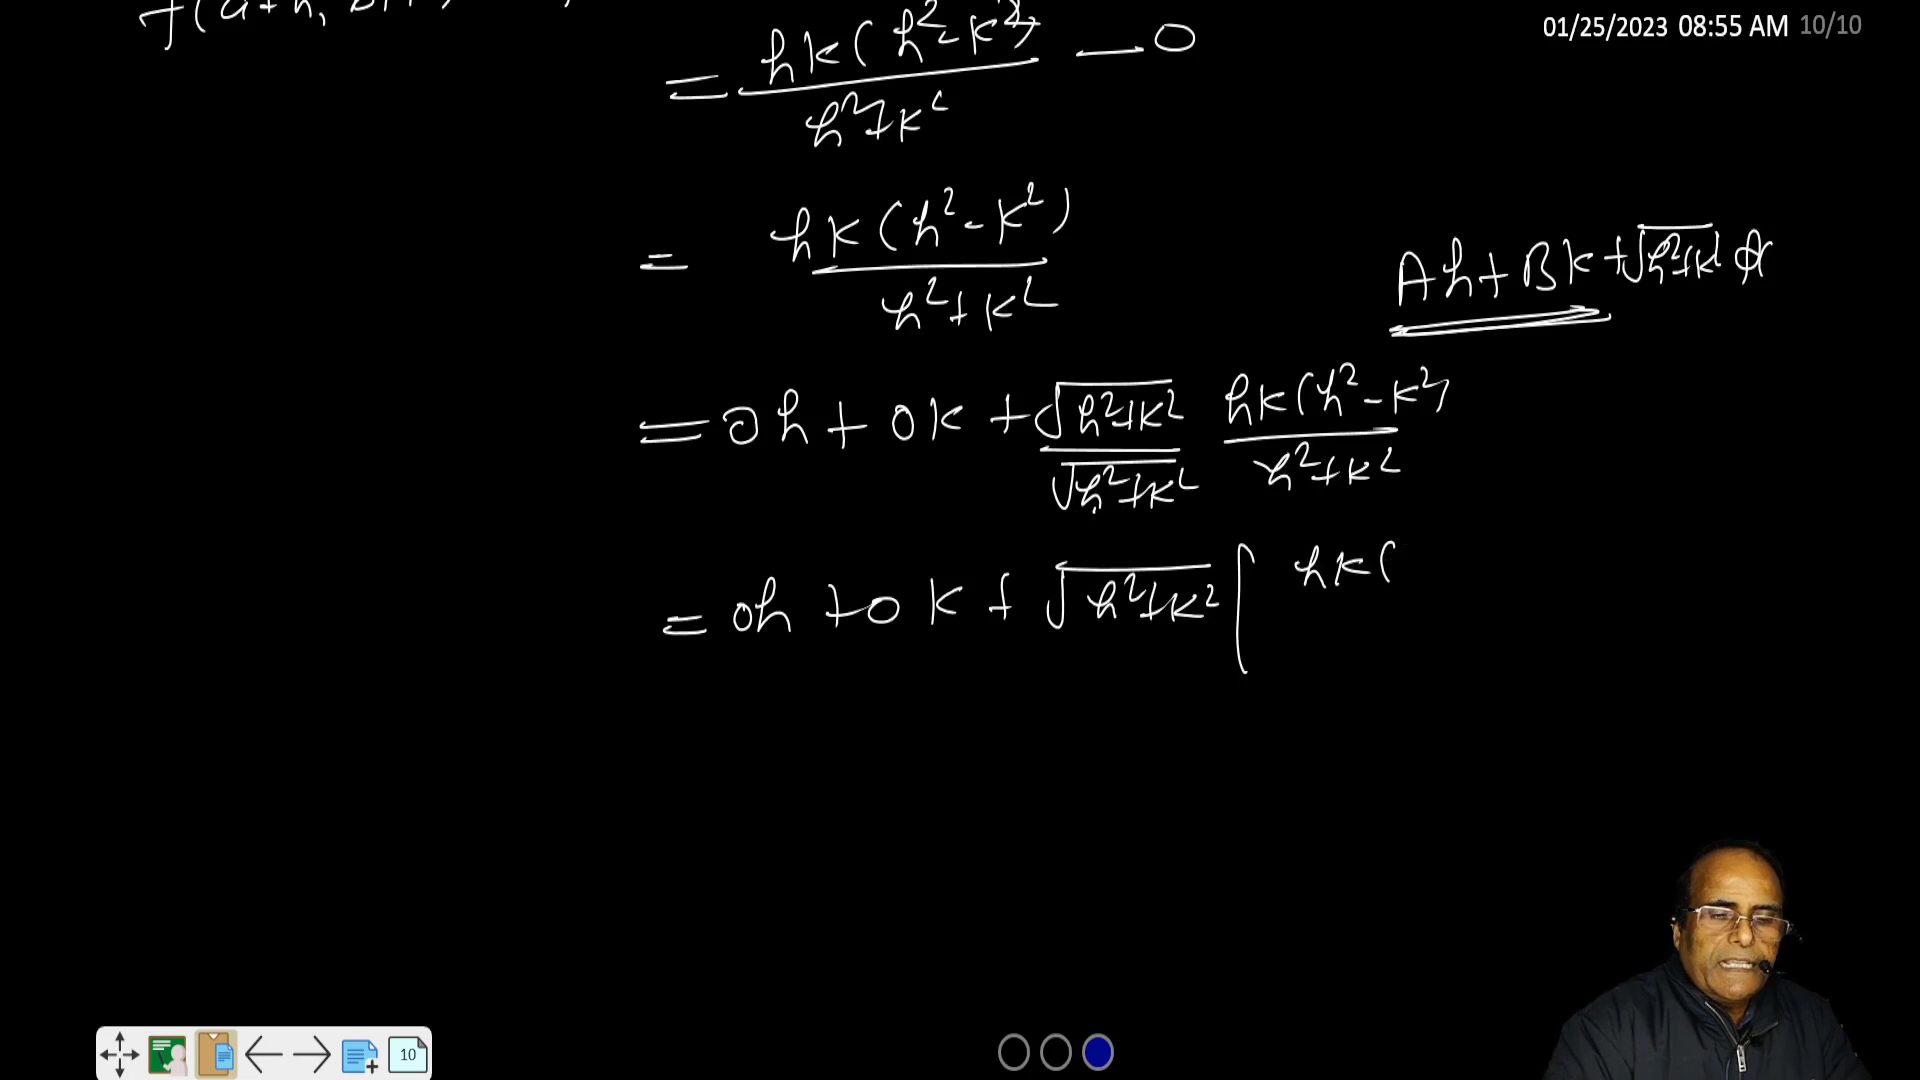 01/25/2023 08:55 AM 10/10
= hk(h²-k²)/h²+k² — 0
= hk(h²-k²)/h²+k²
Ah+Bk+√h²+k² φ
= 0h + 0k + √h²+k²/√h²+k² hk(h²-k²)/h²+k²
= 0h + 0k + √h²+k² [ hk(
10